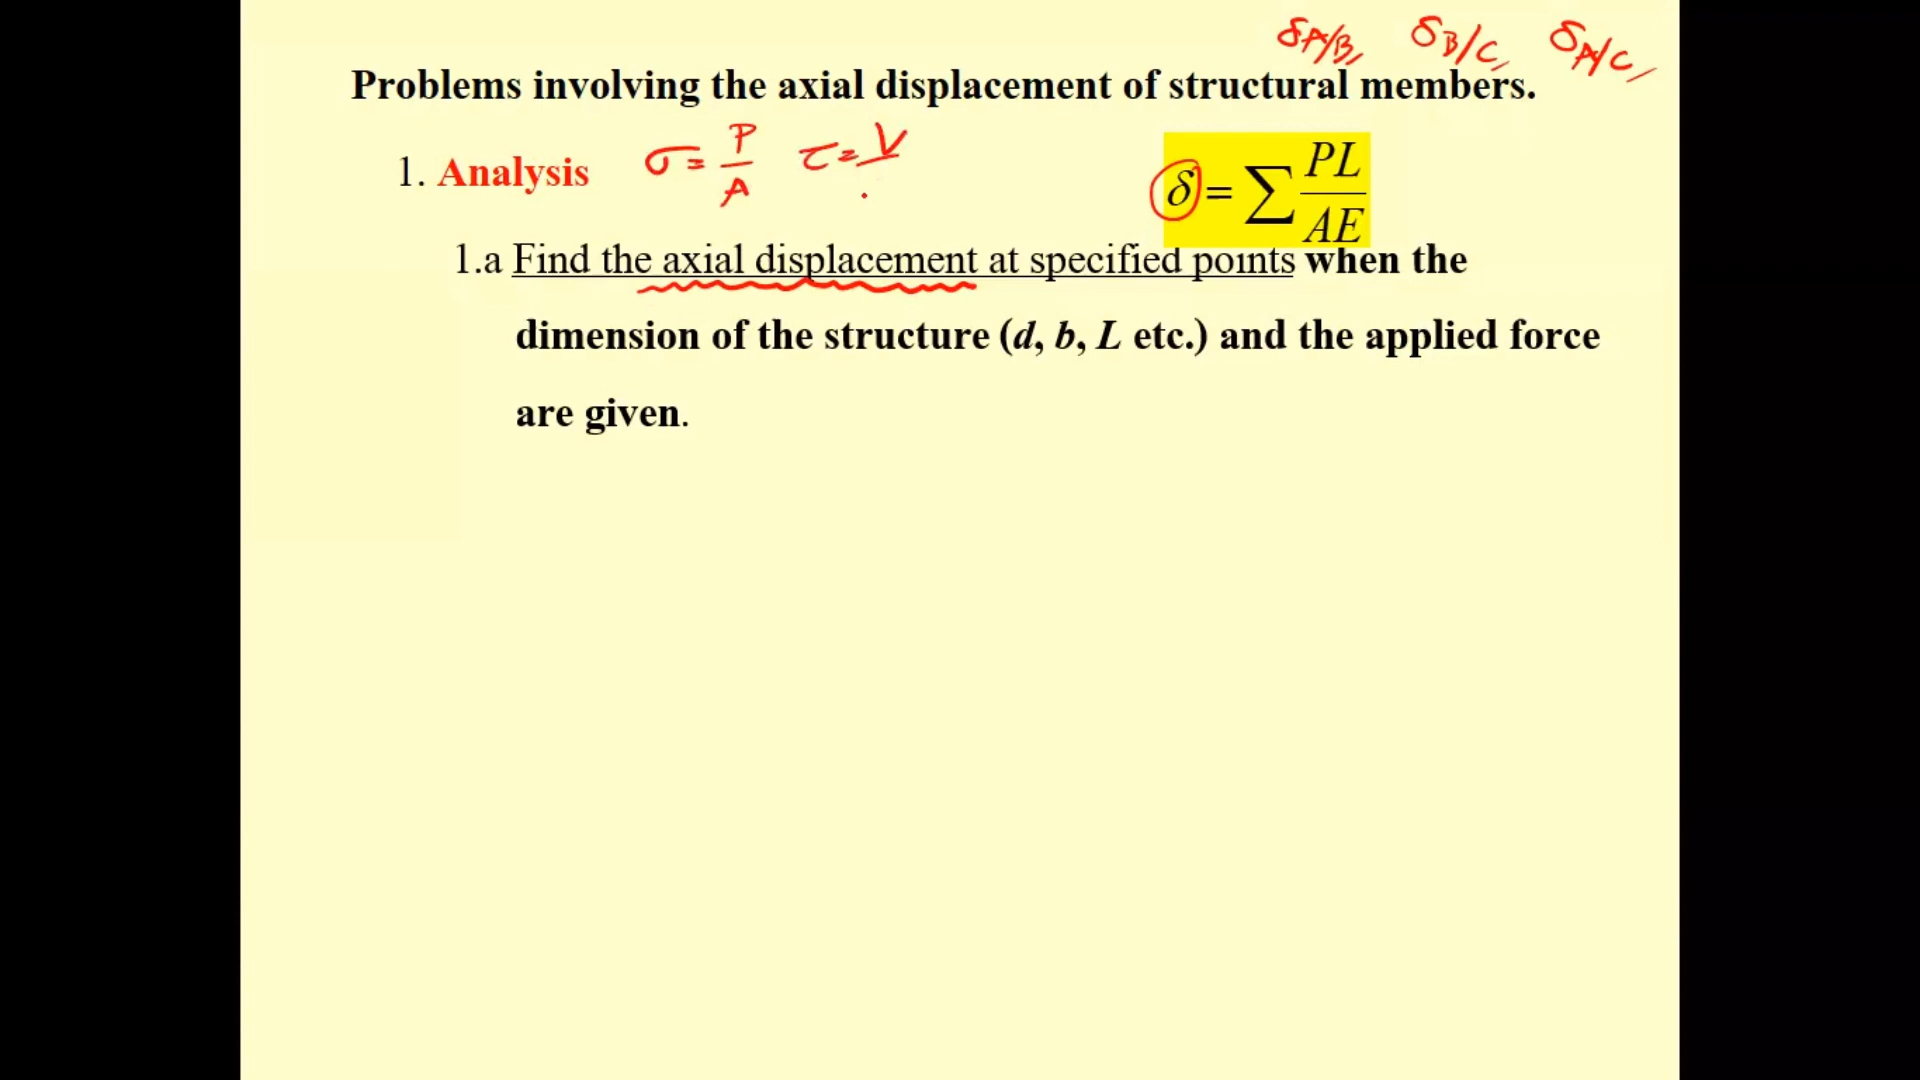 δA/B, δB/C, δA/C,
Problems involving the axial displacement of structural members.
1. Analysis σ = P/A τ = V δ = ∑ PL/AE
1.a Find the axial displacement at specified points when the
dimension of the structure (d, b, L etc.) and the applied force
are given.